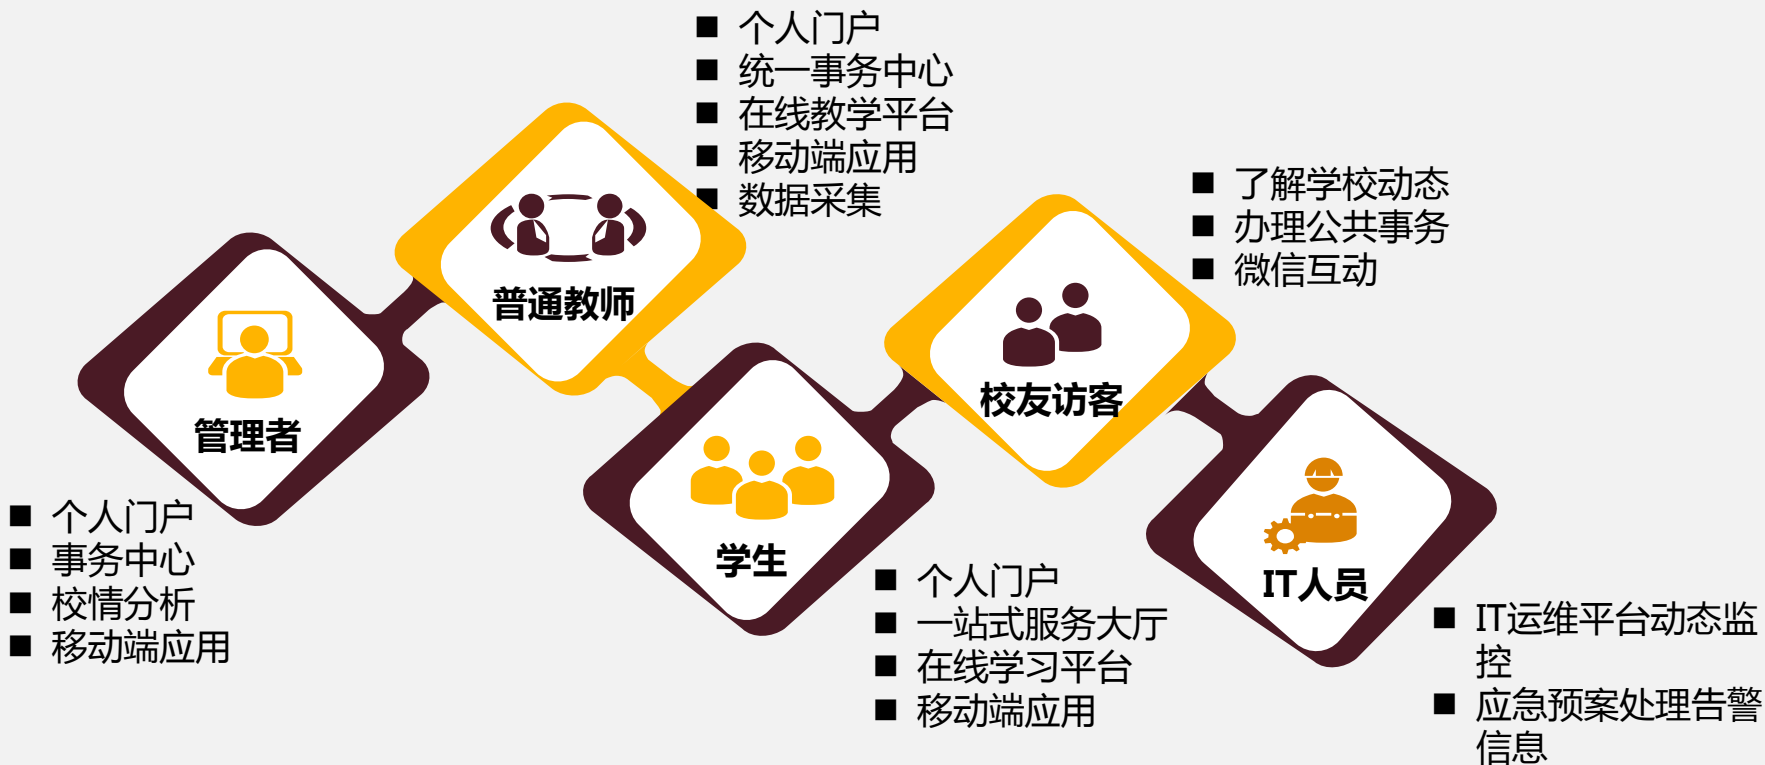 个人门户
统一事务中心
在线教学平台
移动端应用
数据采集
普通教师
了解学校动态
办理公共事务
微信互动
校友访客
管理者
个人门户
事务中心
校情分析
移动端应用
学生
个人门户
一站式服务大厅
在线学习平台
移动端应用
IT人员
IT运维平台动态监
控
应急预案处理告警
信息